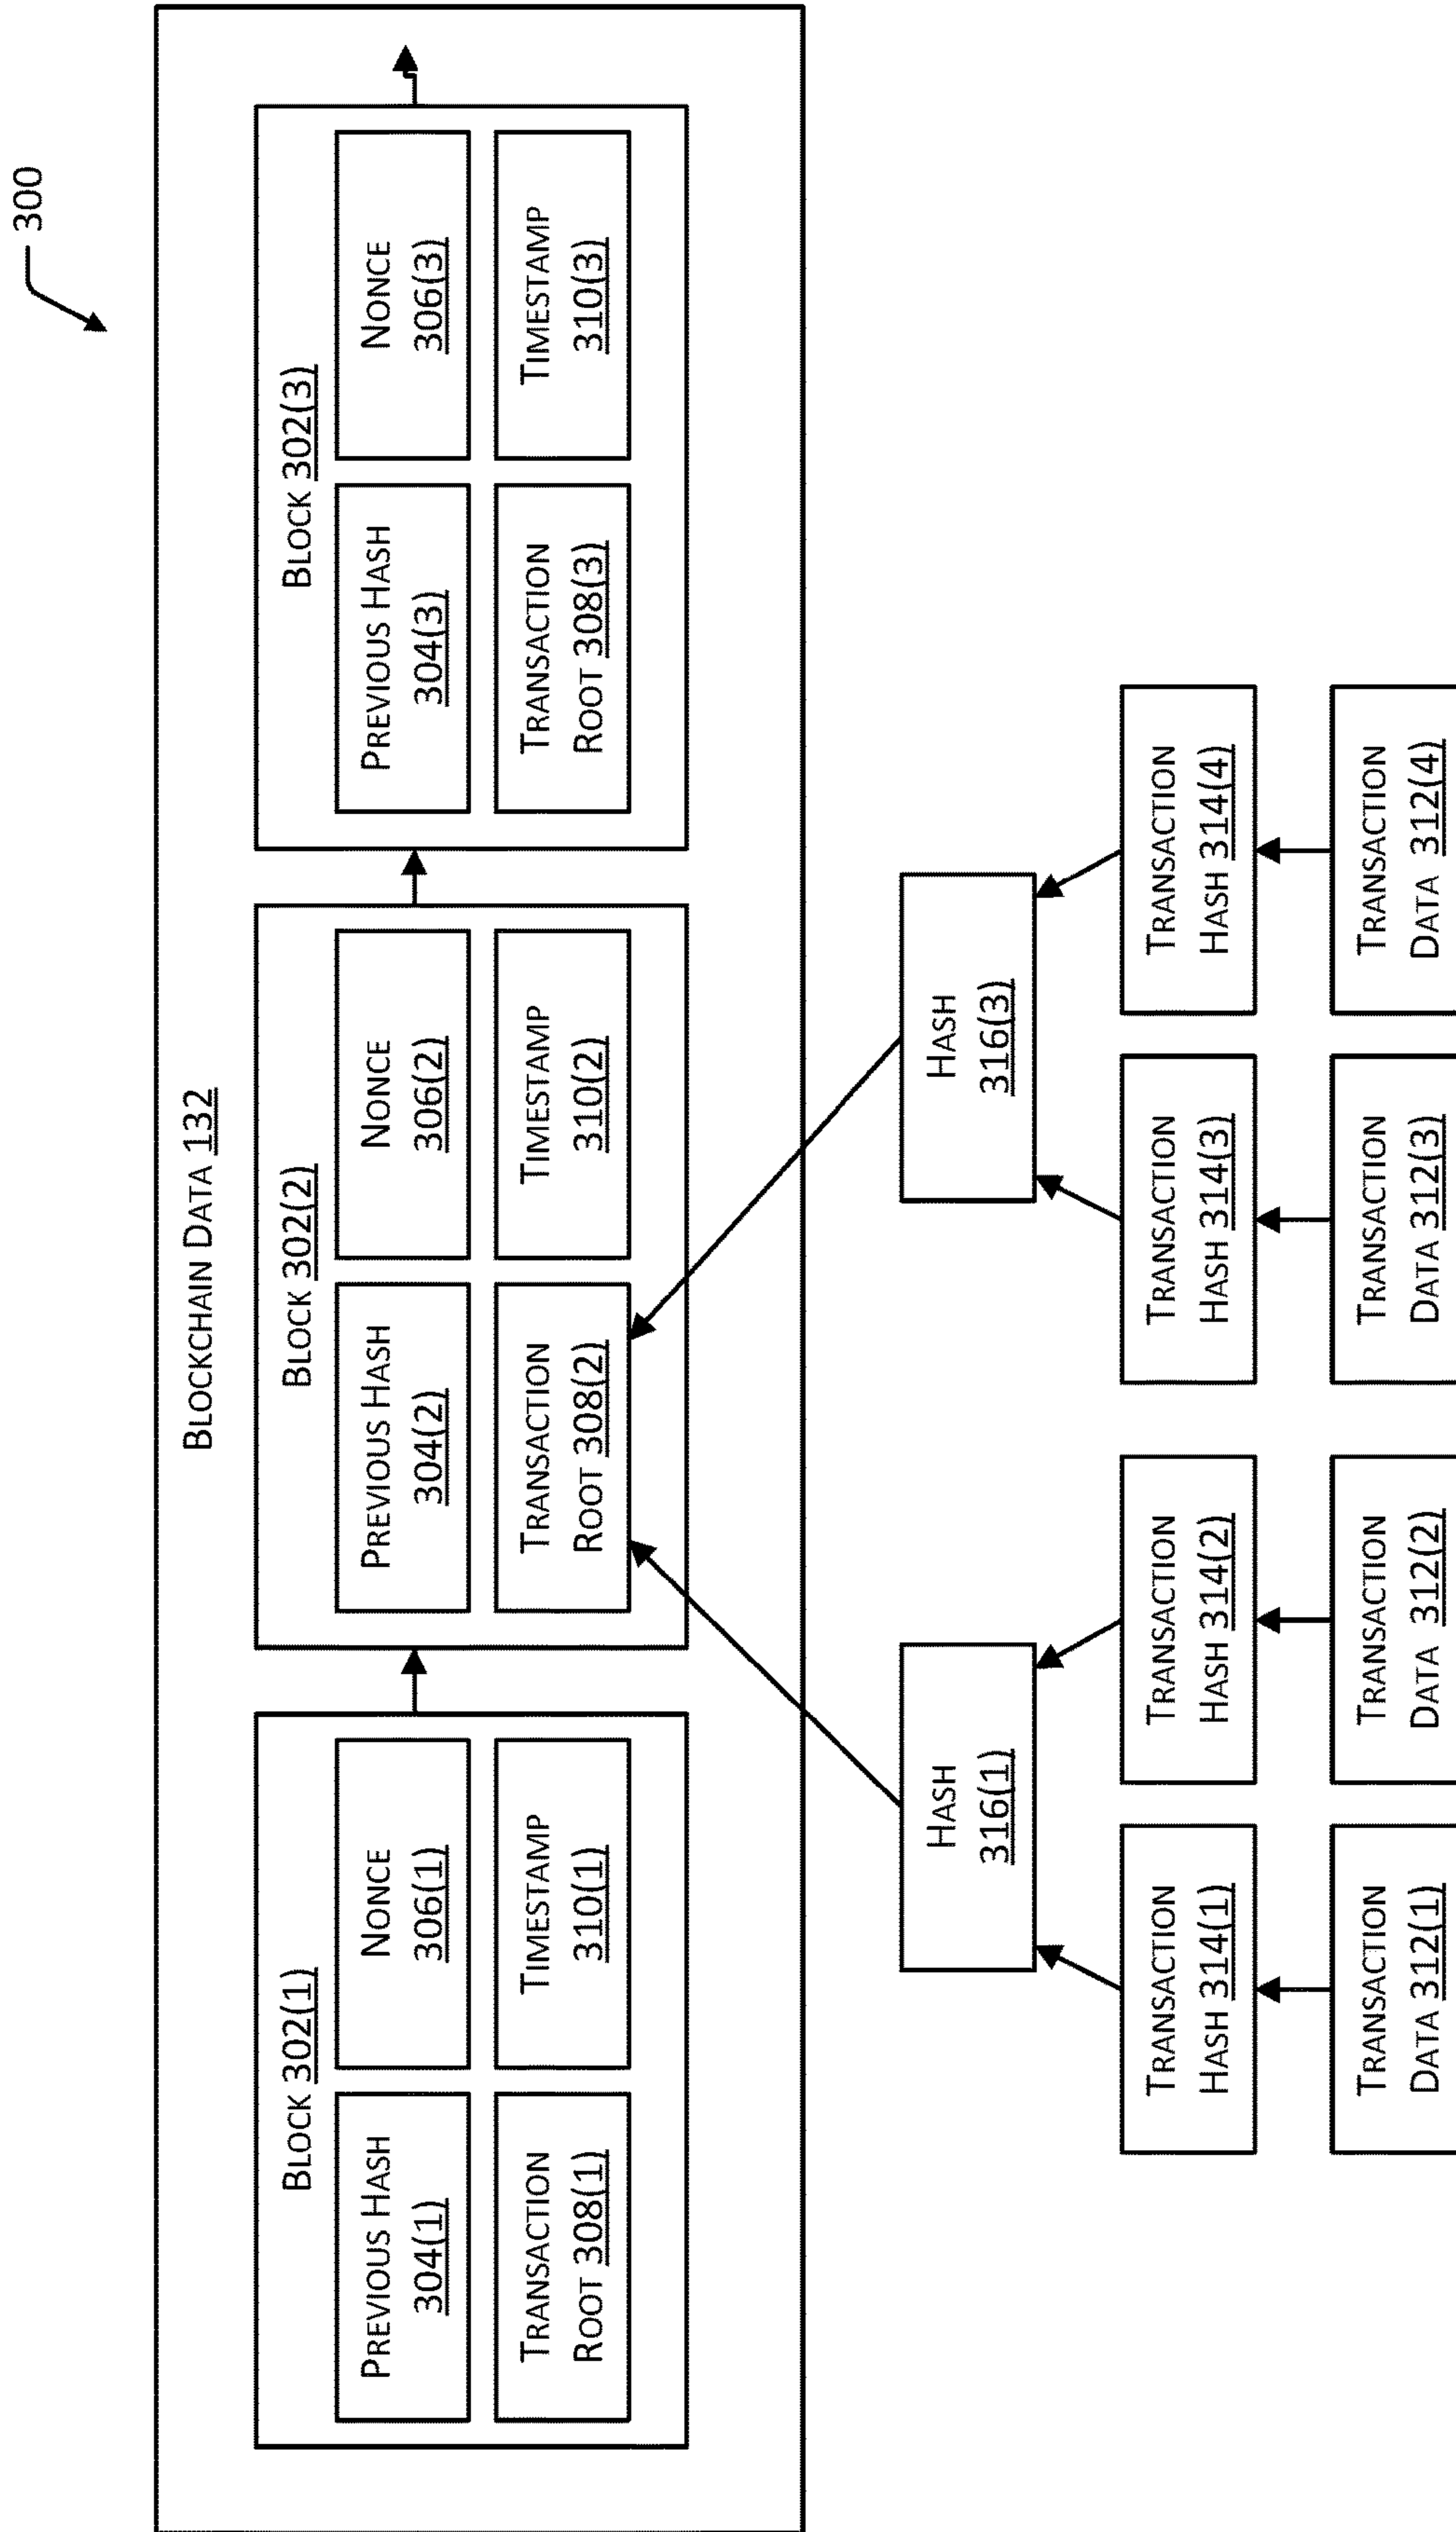 300
BLOCKCHAIN DATA 132
BLOCK 302(1)
PREVIOUS HASH
304(1)
NONCE
306(1)
TRANSACTION
ROOT 308(1)
TIMESTAMP
310(1)
BLOCK 302(2)
PREVIOUS HASH
304(2)
NONCE
306(2)
TRANSACTION
ROOT 308(2)
TIMESTAMP
310(2)
BLOCK 302(3)
PREVIOUS HASH
304(3)
NONCE
306(3)
TRANSACTION
ROOT 308(3)
TIMESTAMP
310(3)
HASH
316(1)
HASH
316(3)
TRANSACTION
HASH 314(1)
TRANSACTION
HASH 314(2)
TRANSACTION
HASH 314(3)
TRANSACTION
HASH 314(4)
TRANSACTION
DATA 312(1)
TRANSACTION
DATA 312(2)
TRANSACTION
DATA 312(3)
TRANSACTION
DATA 312(4)